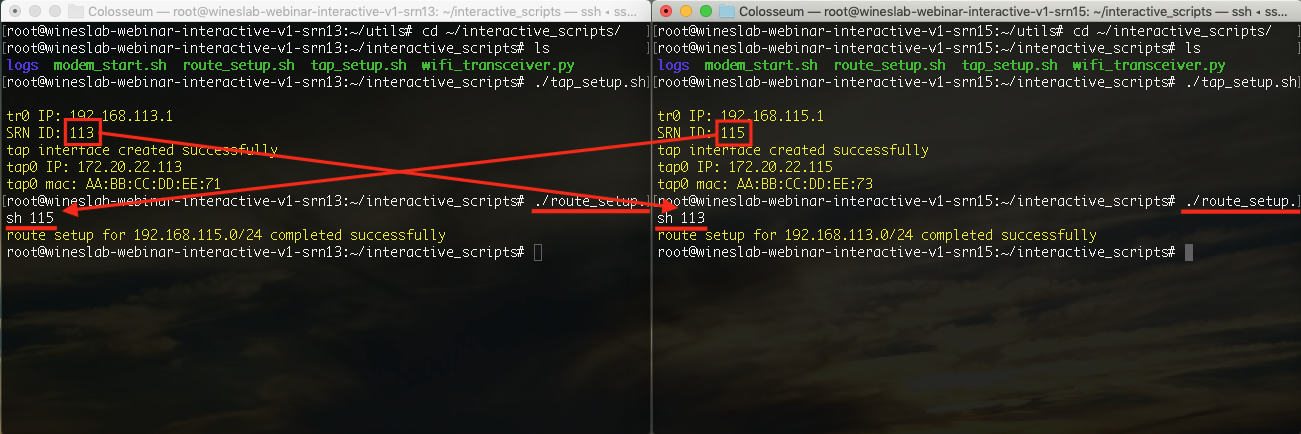 Colosseum — root@wineslab-webinar-interactive-v1-srn13: ~/interactive_scripts — ssh ‹ ss...
[root@wineslab-webinar-interactive-v1-srn13:~/utils# cd ~/interactive_scripts/ ]
[root@wineslab-webinar-interactive-v1-srn13:~/interactive_scripts# ls ]
logs modem_start.sh route_setup.sh tap_setup.sh wifi_transceiver.py
[root@wineslab-webinar-interactive-v1-srn13:~/interactive_scripts# ./tap_setup.sh]
tr0 IP: 192.168.113.1
SRN ID: 113
tap interface created successfully
tap0 IP: 172.20.22.113
tap0 mac: AA:BB:CC:DD:EE:71
[root@wineslab-webinar-interactive-v1-srn13:~/interactive_scripts# ./route_setup.]
sh 115
route setup for 192.168.115.0/24 completed successfully
root@wineslab-webinar-interactive-v1-srn13:~/interactive_scripts#
Colosseum — root@wineslab-webinar-interactive-v1-srn15: ~/interactive_scripts — ssh ‹ ss...
[root@wineslab-webinar-interactive-v1-srn15:~/utils# cd ~/interactive_scripts/ ]
[root@wineslab-webinar-interactive-v1-srn15:~/interactive_scripts# ls ]
logs modem_start.sh route_setup.sh tap_setup.sh wifi_transceiver.py
[root@wineslab-webinar-interactive-v1-srn15:~/interactive_scripts# ./tap_setup.sh]
tr0 IP: 192.168.115.1
SRN ID: 115
tap interface created successfully
tap0 IP: 172.20.22.115
tap0 mac: AA:BB:CC:DD:EE:73
[root@wineslab-webinar-interactive-v1-srn15:~/interactive_scripts# ./route_setup.]
sh 113
route setup for 192.168.113.0/24 completed successfully
root@wineslab-webinar-interactive-v1-srn15:~/interactive_scripts#